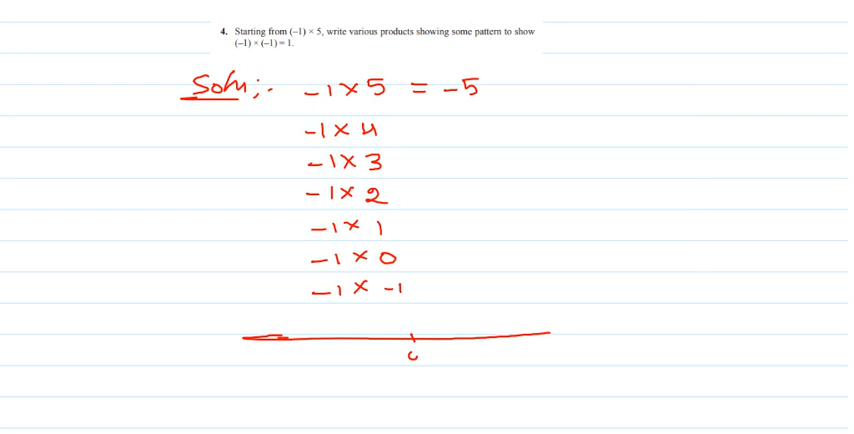 4. Starting from (−1) × 5, write various products showing some pattern to show
(−1) × (−1) = 1.
Soln:-  -1 × 5 = -5
-1 × 4
-1 × 3
-1 × 2
-1 × 1
-1 × 0
-1 × -1